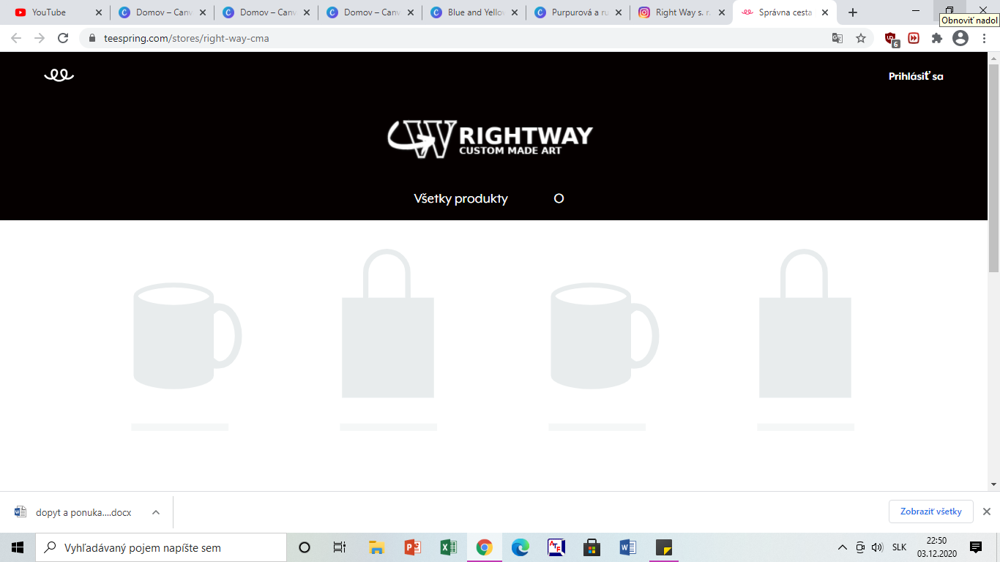 YouTube
Domov – Canv
Domov – Canv
Domov – Canv
Blue and Yellov
Purpurová a ru
Right Way s. r.
Správna cesta
Obnoviť nadol
teespring.com/stores/right-way-cma
6
Prihlásiť sa
RIGHTWAY
CUSTOM MADE ART
Všetky produkty
O
dopyt a ponuka....docx
Zobraziť všetky
Vyhľadávaný pojem napíšte sem
SLK
22:50
03.12.2020